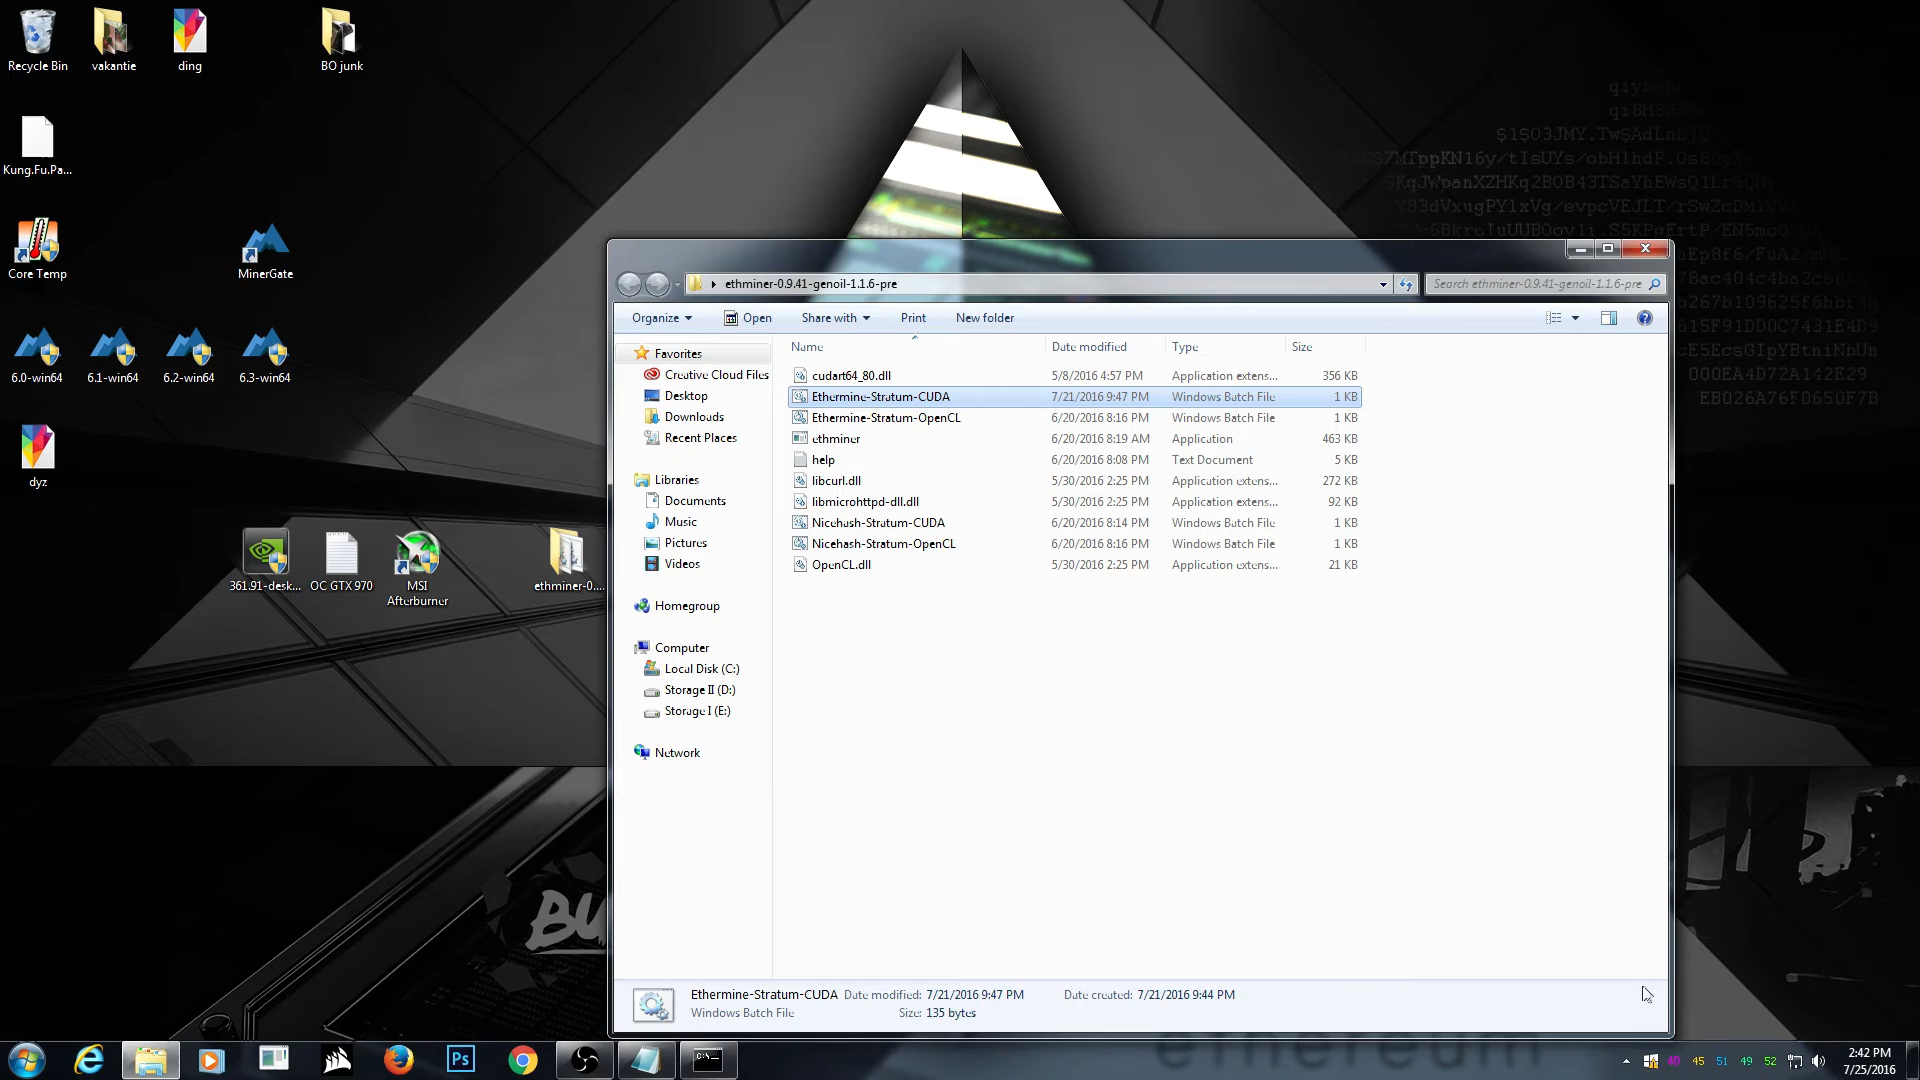 Recycle Bin
vakantie
ding
BO junk
Kung.Fu.Pa...
Core Temp
MinerGate
6.0-win64
6.1-win64
6.2-win64
6.3-win64
dyz
361.91-desk...
OC GTX 970
MSI
Afterburner
ethminer-0....
ethminer-0.9.41-genoil-1.1.6-pre
Search ethminer-0.9.41-genoil-1.1.6-pre
Organize
Open
Share with
Print
New folder
Favorites
Creative Cloud Files
Desktop
Downloads
Recent Places
Libraries
Documents
Music
Pictures
Videos
Homegroup
Computer
Local Disk (C:)
Storage II (D:)
Storage I (E:)
Network
Name Date modified Type Size
cudart64_80.dll 5/8/2016 4:57 PM Application extens... 356 KB
Ethermine-Stratum-CUDA 7/21/2016 9:47 PM Windows Batch File 1 KB
Ethermine-Stratum-OpenCL 6/20/2016 8:16 PM Windows Batch File 1 KB
ethminer 6/20/2016 8:19 AM Application 463 KB
help 6/20/2016 8:08 PM Text Document 5 KB
libcurl.dll 5/30/2016 2:25 PM Application extens... 272 KB
libmicrohttpd-dll.dll 5/30/2016 2:25 PM Application extens... 92 KB
Nicehash-Stratum-CUDA 6/20/2016 8:14 PM Windows Batch File 1 KB
Nicehash-Stratum-OpenCL 6/20/2016 8:16 PM Windows Batch File 1 KB
OpenCL.dll 5/30/2016 2:25 PM Application extens... 21 KB
Ethermine-Stratum-CUDA Date modified: 7/21/2016 9:47 PM Date created: 7/21/2016 9:44 PM
Windows Batch File Size: 135 bytes
ethereum
Ps
C:\.
40 45 51 49 52
2:42 PM
7/25/2016